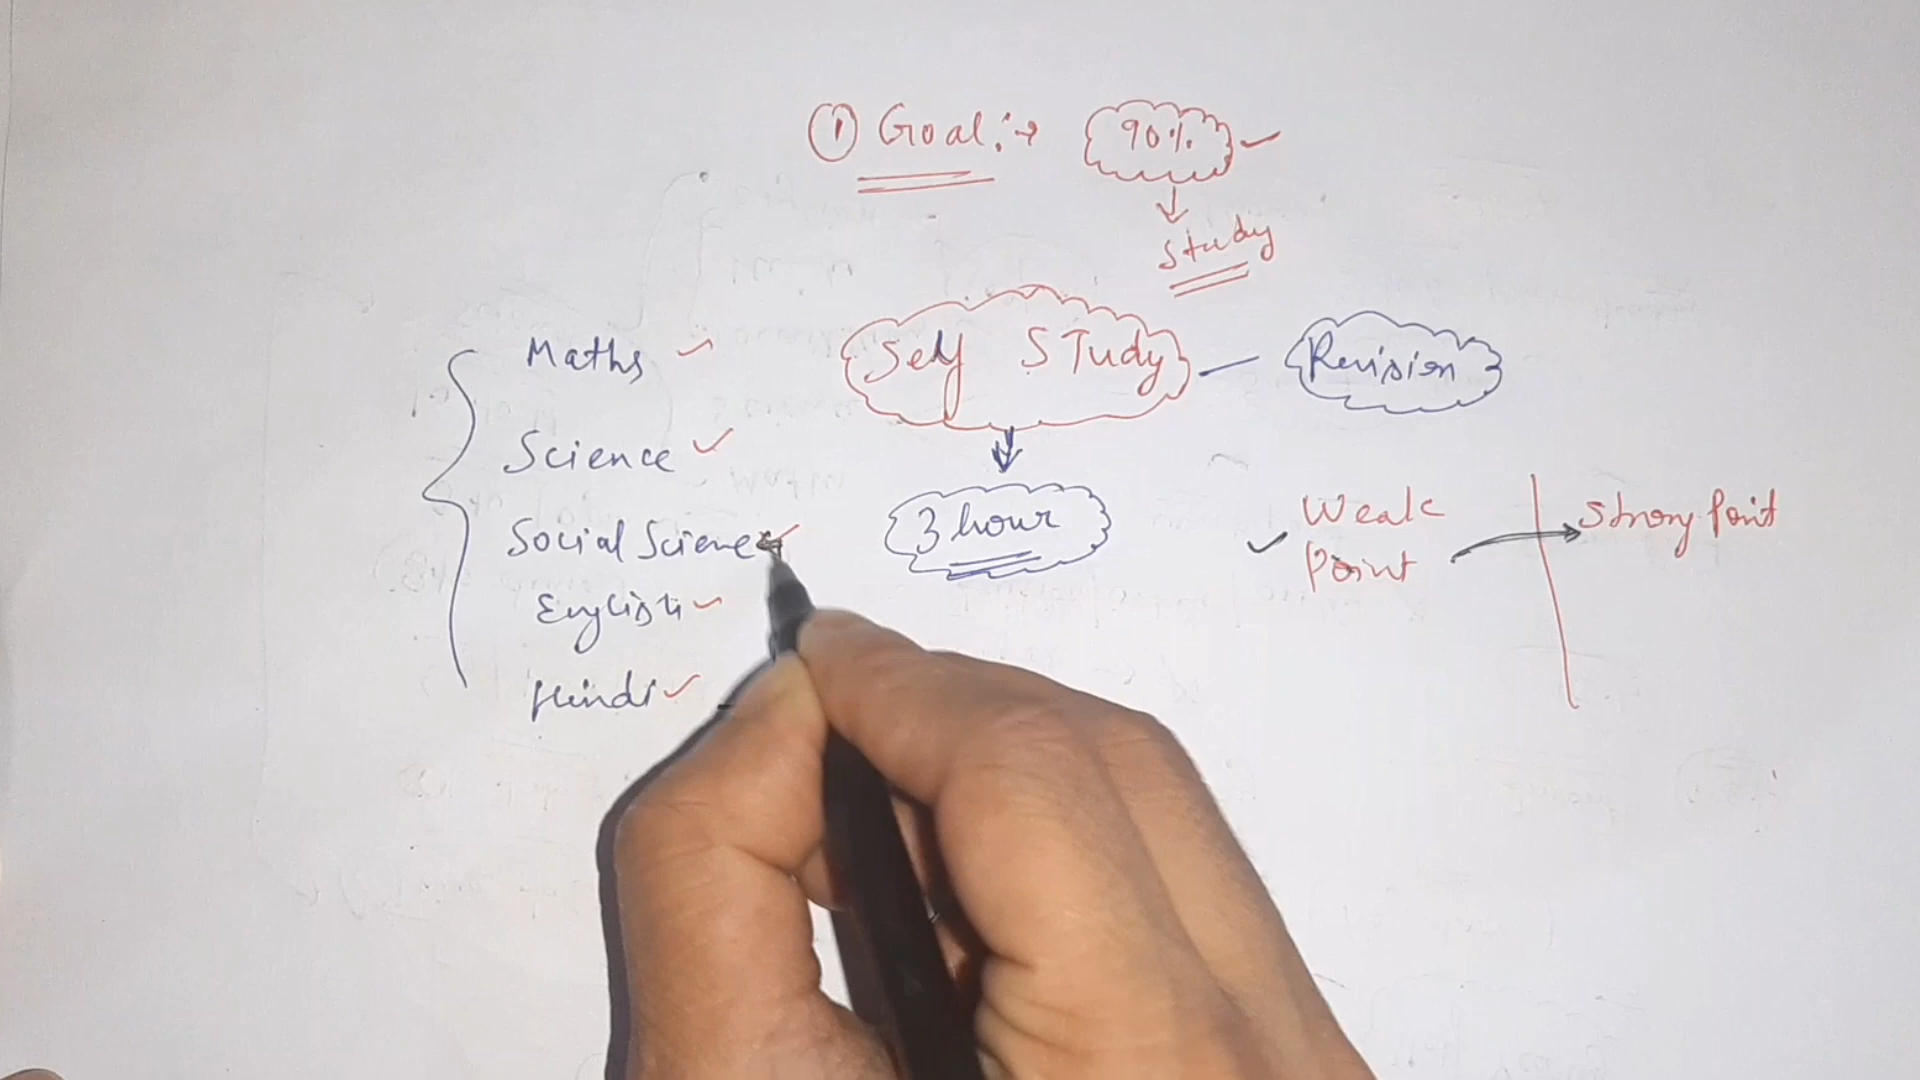 ① Goal :→ 90%
Study
Self STudy
Revision
Maths
Science
Social Science
English
Hindi
3 hour
Weak
Point
Strong Point